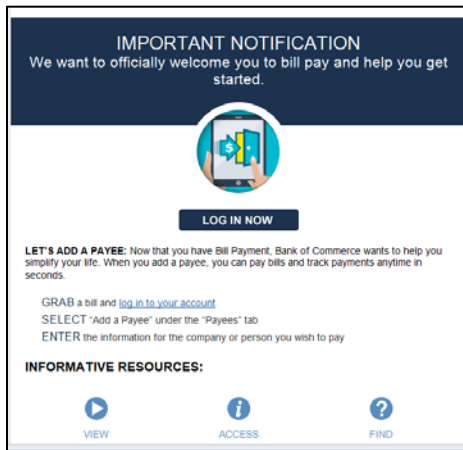 IMPORTANT NOTIFICATION
We want to officially welcome you to bill pay and help you get
started.
$
LOG IN NOW
LET'S ADD A PAYEE: Now that you have Bill Payment, Bank of Commerce wants to help you
simplify your life. When you add a payee, you can pay bills and track payments anytime in
seconds.
GRAB a bill and log in to your account
SELECT "Add a Payee" under the "Payees" tab
ENTER the information for the company or person you wish to pay
INFORMATIVE RESOURCES:
VIEW ACCESS FIND